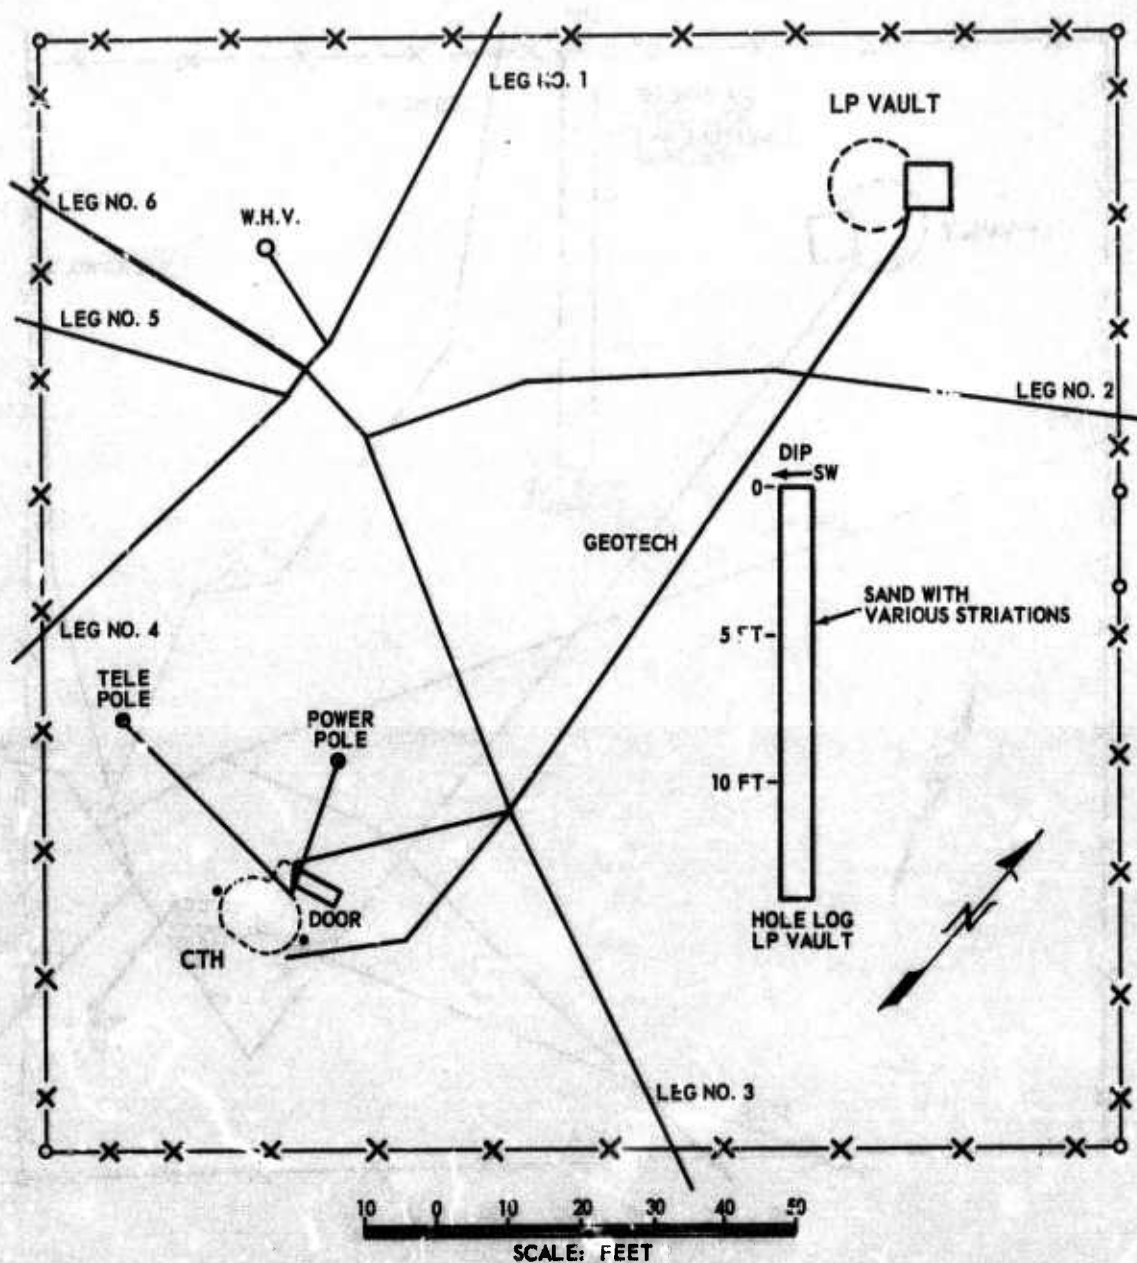 LEG NO. 1
LP VAULT
LEG NO. 6
W.H.V.
LEG NO. 5
LEG NO. 2
DIP
SW
0
GEOTECH
SAND WITH
VARIOUS STRIATIONS
5 FT
LEG NO. 4
TELE
POLE
POWER
POLE
10 FT
DOOR
CTH
HOLE LOG
LP VAULT
N
LEG NO. 3
10 0 10 20 30 40 50
SCALE: FEET